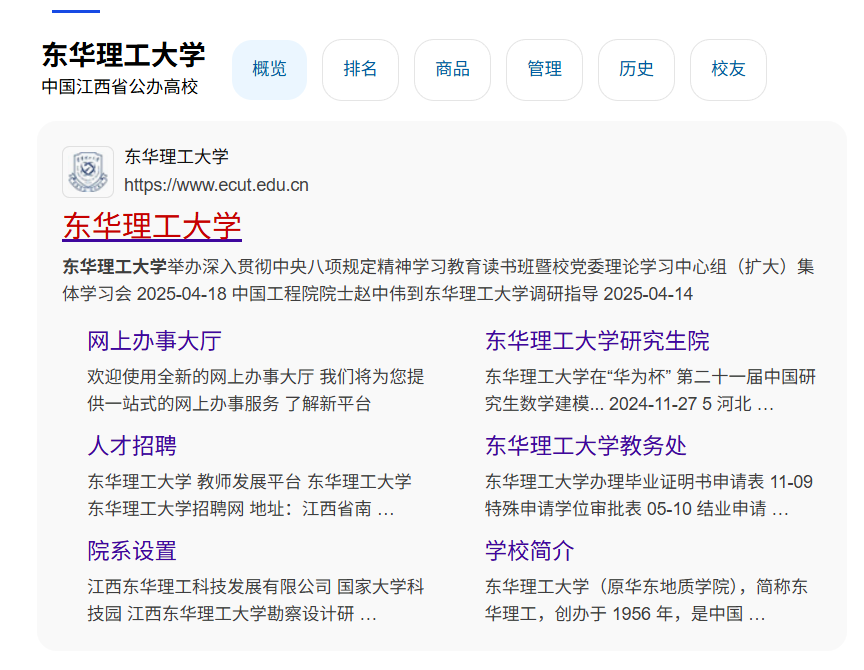 东华理工大学
中国江西省公办高校
概览
排名
商品
管理
历史
校友
东华理工大学
https://www.ecut.edu.cn
东华理工大学
东华理工大学举办深入贯彻中央八项规定精神学习教育读书班暨校党委理论学习中心组（扩大）集
体学习会 2025-04-18 中国工程院院士赵中伟到东华理工大学调研指导 2025-04-14
网上办事大厅
欢迎使用全新的网上办事大厅 我们将为您提
供一站式的网上办事服务 了解新平台
东华理工大学研究生院
东华理工大学在“华为杯” 第二十一届中国研
究生数学建模... 2024-11-27 5 河北 …
人才招聘
东华理工大学 教师发展平台 东华理工大学
东华理工大学招聘网 地址：江西省南 …
东华理工大学教务处
东华理工大学办理毕业证明书申请表 11-09
特殊申请学位审批表 05-10 结业申请 …
院系设置
江西东华理工科技发展有限公司 国家大学科
技园 江西东华理工大学勘察设计研 …
学校简介
东华理工大学（原华东地质学院），简称东
华理工，创办于 1956 年，是中国 …